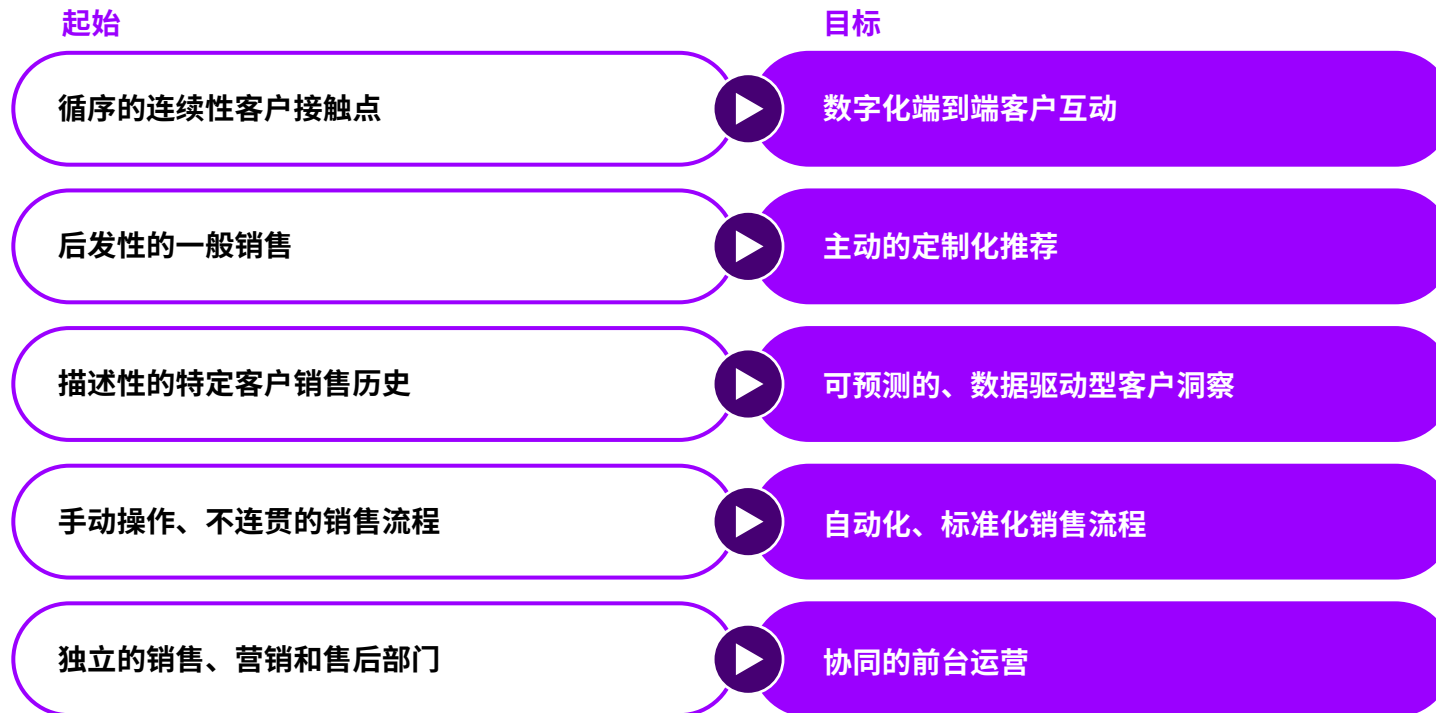 起始
目标
循序的连续性客户接触点
数字化端到端客户互动
后发性的一般销售
主动的定制化推荐
描述性的特定客户销售历史
可预测的、数据驱动型客户洞察
手动操作、不连贯的销售流程
自动化、标准化销售流程
独立的销售、营销和售后部门
协同的前台运营